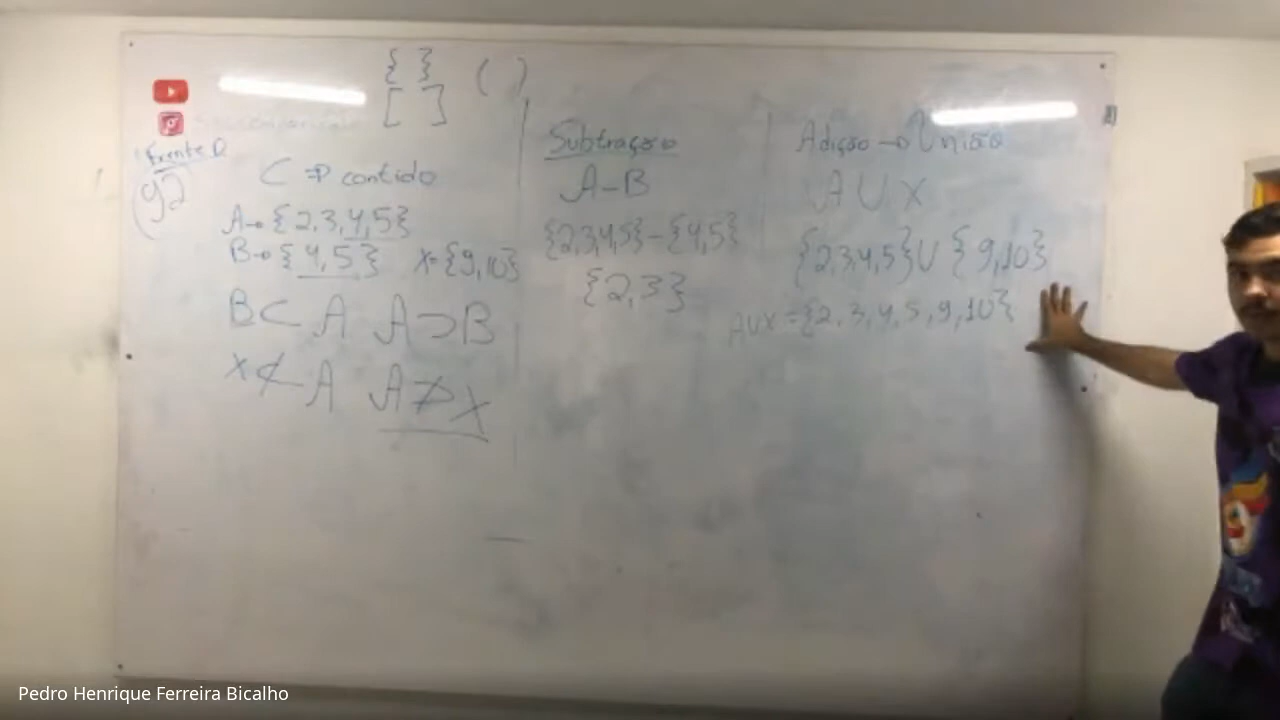 { } ( )
[ ]
Frente D
92
C ⇒ contido
A→ {2,3,4,5}
B→ {4,5} X={9,10}
B⊂A A⊃B
X⊄A A⊅X
Subtração
A-B
{2,3,4,5}-{4,5}
{2,3}
Adição → União
A U X
{2,3,4,5}U{9,10}
AUX={2,3,4,5,9,10}
Pedro Henrique Ferreira Bicalho